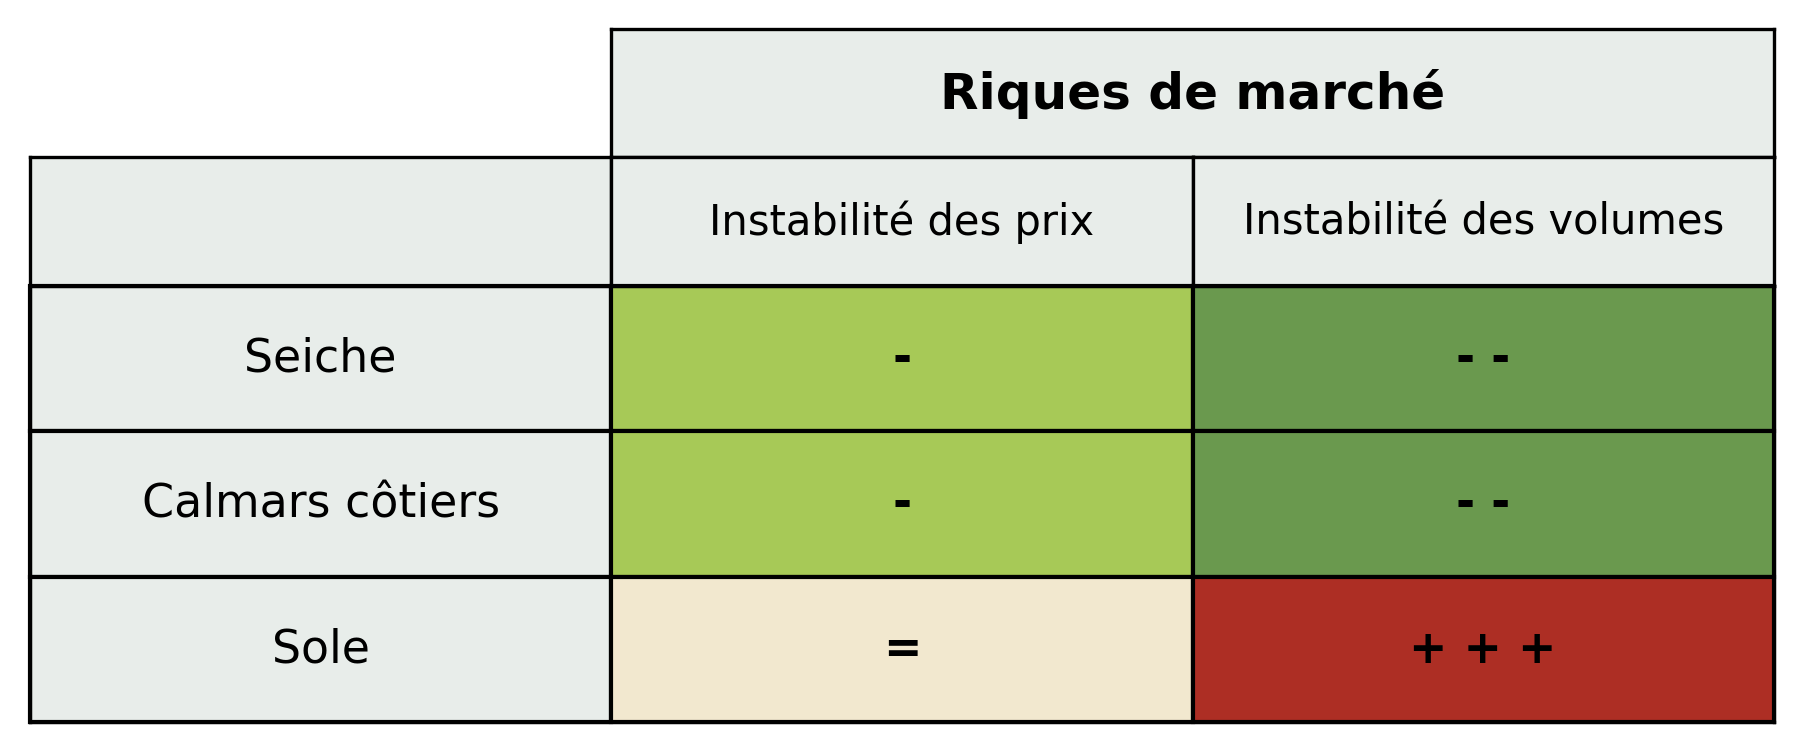 Riques de marché
Instabilité des prix Instabilité des volumes
Seiche - - -
Calmars côtiers - - -
Sole = + + +